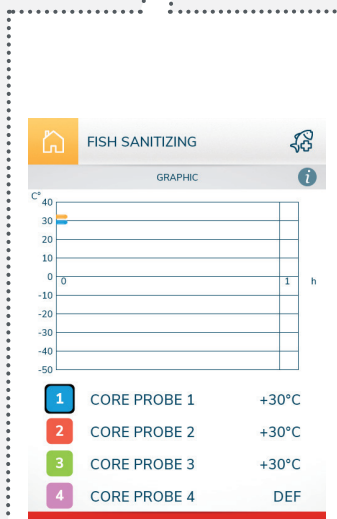 FISH SANITIZING
GRAPHIC
i
C°
40
30
20
10
0
-10
-20
-30
-40
-50
0 1 h
1 CORE PROBE 1 +30°C
2 CORE PROBE 2 +30°C
3 CORE PROBE 3 +30°C
4 CORE PROBE 4 DEF